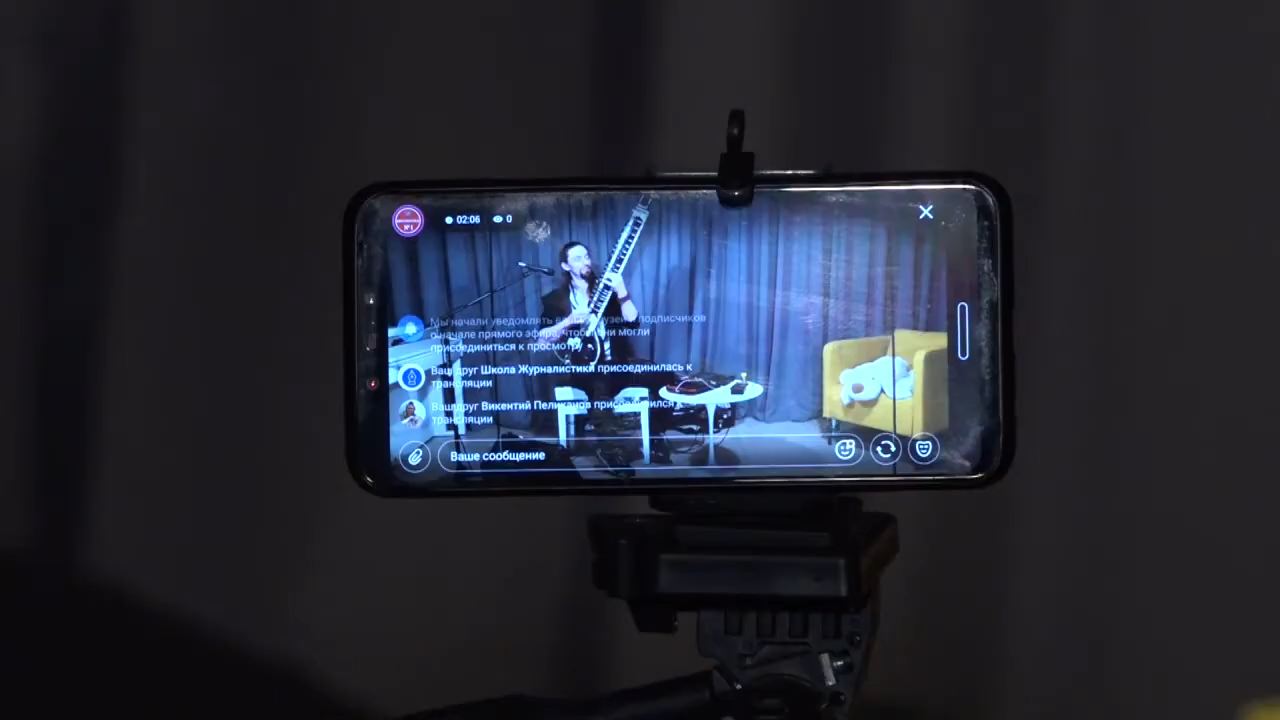 02:06 0
Мы начали уведомлять друзей и подписчиков
о начале прямого эфира, чтобы они могли
присоединиться к просмотру
Ваш друг Школа Журналистики присоединилась к
трансляции
Ваш друг Викентий Пеликанов присоединился к
трансляции
Ваше сообщение
№1